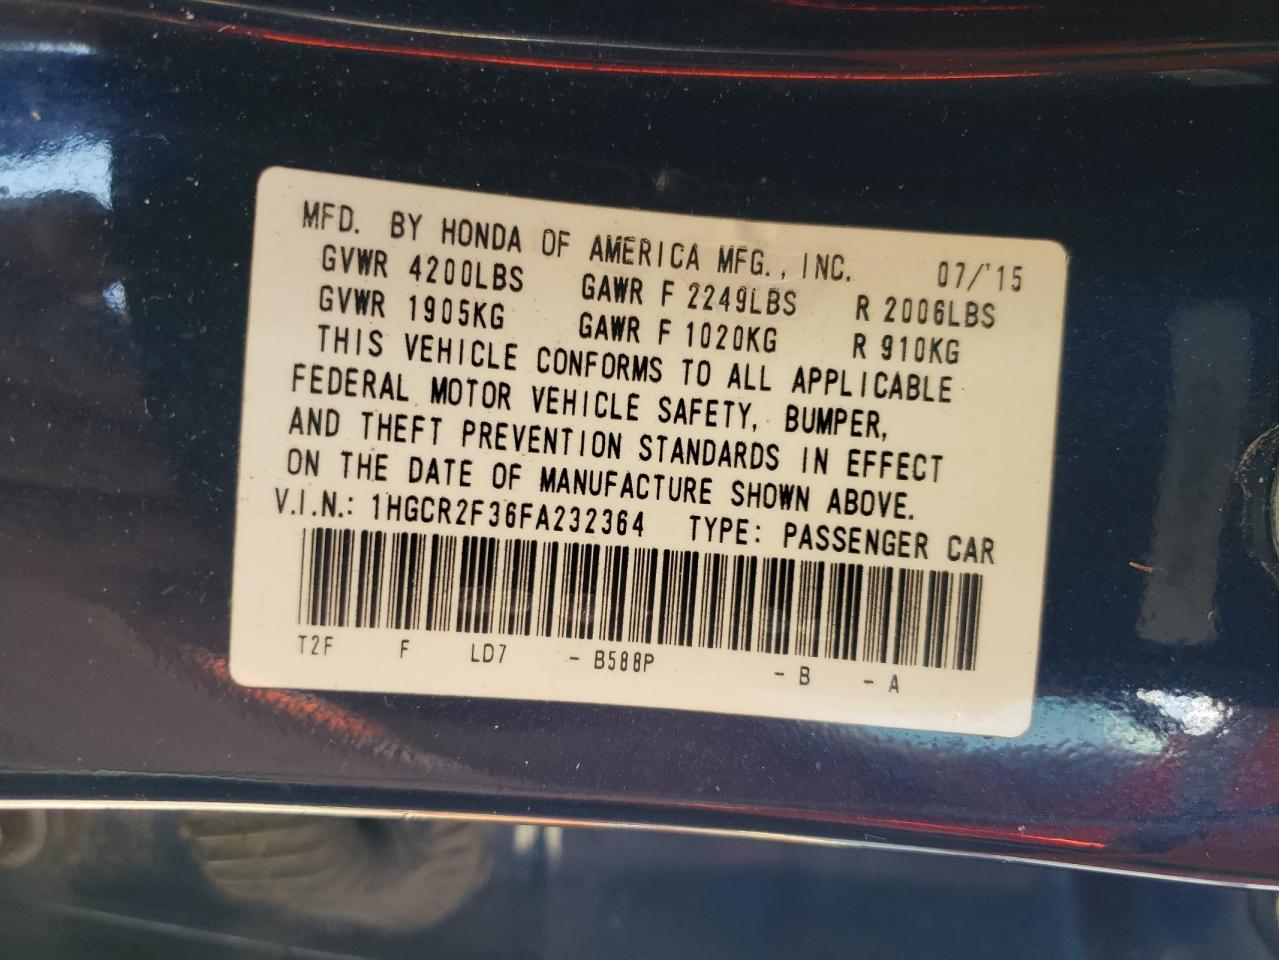 MFD. BY HONDA OF AMERICA MFG., INC. 07/'15
GVWR 4200LBS GAWR F 2249LBS R 2006LBS
GVWR 1905KG GAWR F 1020KG R 910KG
THIS VEHICLE CONFORMS TO ALL APPLICABLE
FEDERAL MOTOR VEHICLE SAFETY, BUMPER,
AND THEFT PREVENTION STANDARDS IN EFFECT
ON THE DATE OF MANUFACTURE SHOWN ABOVE.
V.I.N.: 1HGCR2F36FA232364 TYPE: PASSENGER CAR
T2F F LD7 - B588P - B - A